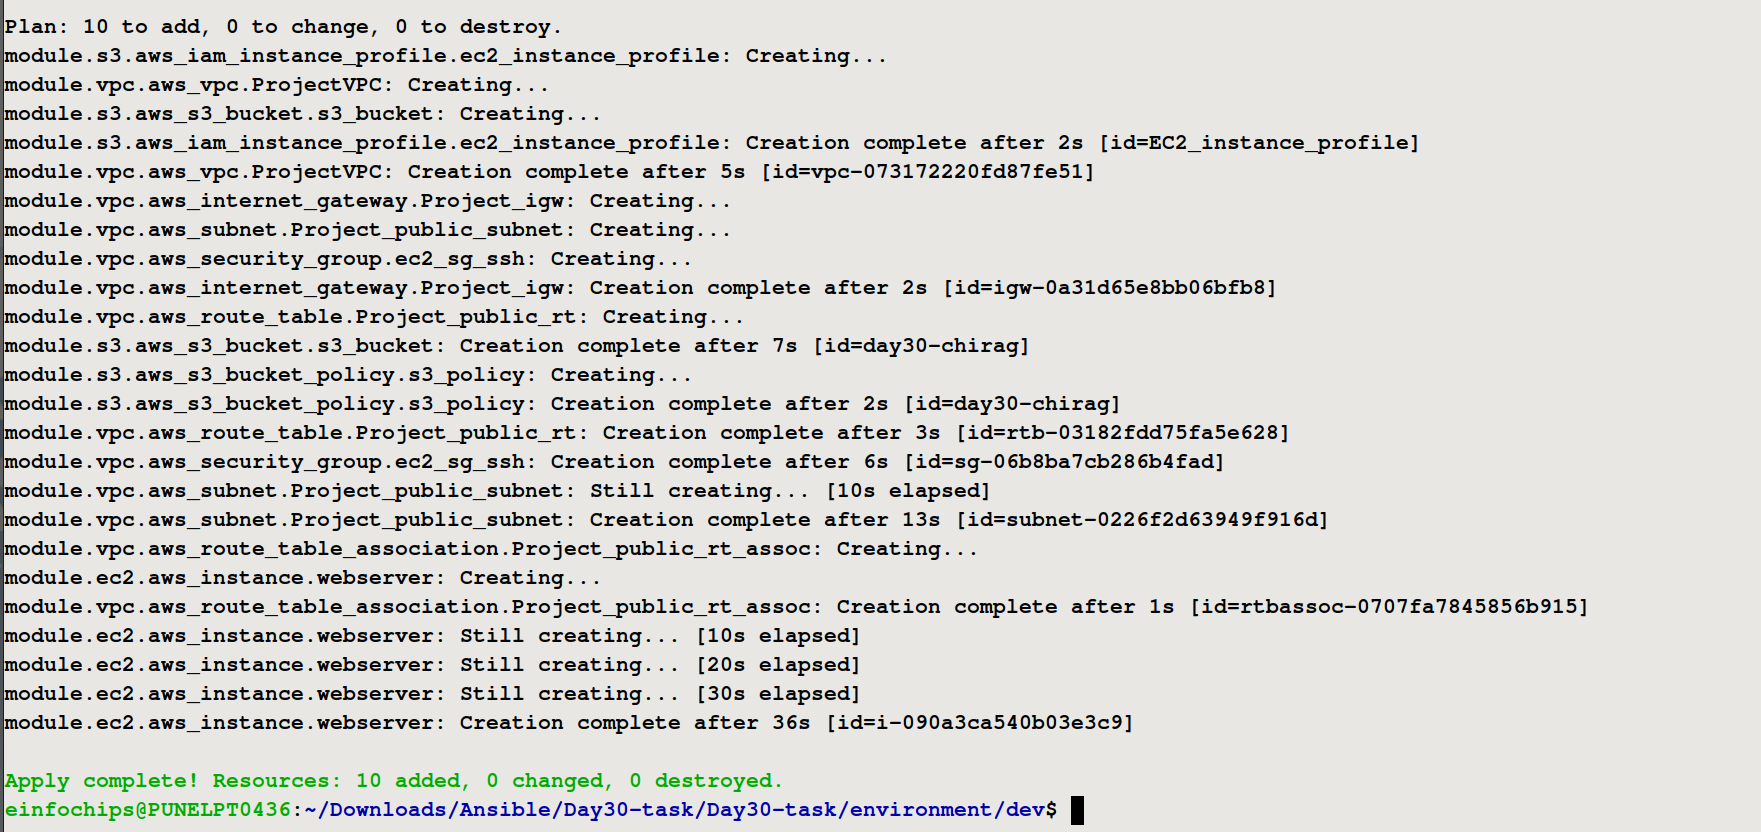 Plan: 10 to add, 0 to change, 0 to destroy.
module.s3.aws_iam_instance_profile.ec2_instance_profile: Creating...
module.vpc.aws_vpc.ProjectVPC: Creating...
module.s3.aws_s3_bucket.s3_bucket: Creating...
module.s3.aws_iam_instance_profile.ec2_instance_profile: Creation complete after 2s [id=EC2_instance_profile]
module.vpc.aws_vpc.ProjectVPC: Creation complete after 5s [id=vpc-073172220fd87fe51]
module.vpc.aws_internet_gateway.Project_igw: Creating...
module.vpc.aws_subnet.Project_public_subnet: Creating...
module.vpc.aws_security_group.ec2_sg_ssh: Creating...
module.vpc.aws_internet_gateway.Project_igw: Creation complete after 2s [id=igw-0a31d65e8bb06bfb8]
module.vpc.aws_route_table.Project_public_rt: Creating...
module.s3.aws_s3_bucket.s3_bucket: Creation complete after 7s [id=day30-chirag]
module.s3.aws_s3_bucket_policy.s3_policy: Creating...
module.s3.aws_s3_bucket_policy.s3_policy: Creation complete after 2s [id=day30-chirag]
module.vpc.aws_route_table.Project_public_rt: Creation complete after 3s [id=rtb-03182fdd75fa5e628]
module.vpc.aws_security_group.ec2_sg_ssh: Creation complete after 6s [id=sg-06b8ba7cb286b4fad]
module.vpc.aws_subnet.Project_public_subnet: Still creating... [10s elapsed]
module.vpc.aws_subnet.Project_public_subnet: Creation complete after 13s [id=subnet-0226f2d63949f916d]
module.vpc.aws_route_table_association.Project_public_rt_assoc: Creating...
module.ec2.aws_instance.webserver: Creating...
module.vpc.aws_route_table_association.Project_public_rt_assoc: Creation complete after 1s [id=rtbassoc-0707fa7845856b915]
module.ec2.aws_instance.webserver: Still creating... [10s elapsed]
module.ec2.aws_instance.webserver: Still creating... [20s elapsed]
module.ec2.aws_instance.webserver: Still creating... [30s elapsed]
module.ec2.aws_instance.webserver: Creation complete after 36s [id=i-090a3ca540b03e3c9]
Apply complete! Resources: 10 added, 0 changed, 0 destroyed.
einfochips@PUNELPT0436:~/Downloads/Ansible/Day30-task/Day30-task/environment/dev$